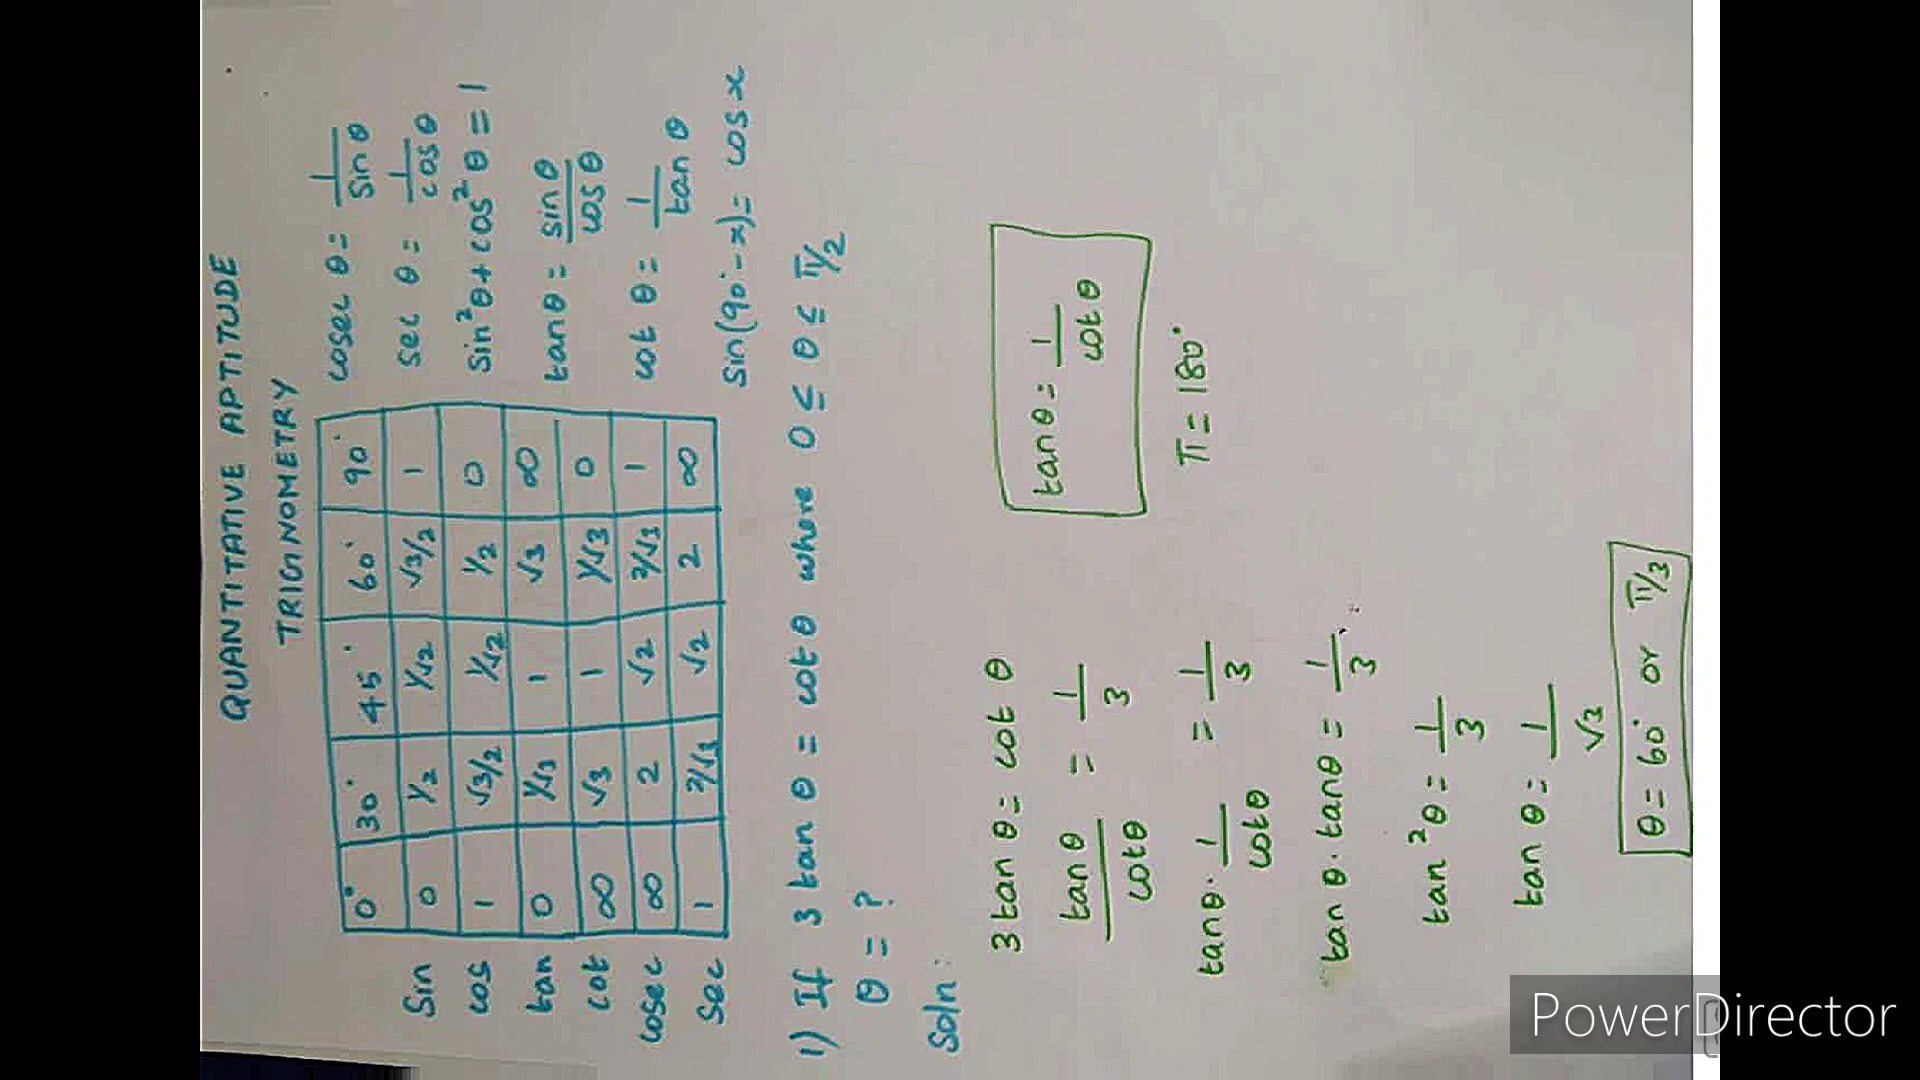 QUANTITATIVE APTITUDE
TRIGINOMETRY
0° 30° 45° 60° 90°
Sin 0 1/2 1/√2 √3/2 1
cos 1 √3/2 1/√2 1/2 0
tan 0 1/√3 1 √3 ∞
cot ∞ √3 1 1/√3 0
cosec ∞ 2 √2 2/√3 1
Sec 1 2/√3 √2 2 ∞
cosec θ = 1/sin θ
sec θ = 1/cos θ
sin²θ + cos²θ = 1
tan θ = sin θ/cos θ
cot θ = 1/tan θ
sin(90° - x) = cos x
1) If 3 tan θ = cot θ where 0 ≤ θ ≤ π/2
θ = ?
Soln:
3 tan θ = cot θ
tan θ/cot θ = 1/3
tan θ = 1/cot θ
tan θ · 1/cot θ = 1/3
π = 180°
tan θ · tan θ = 1/3
tan²θ = 1/3
tan θ = 1/√3
θ = 60° or π/3
PowerDirector